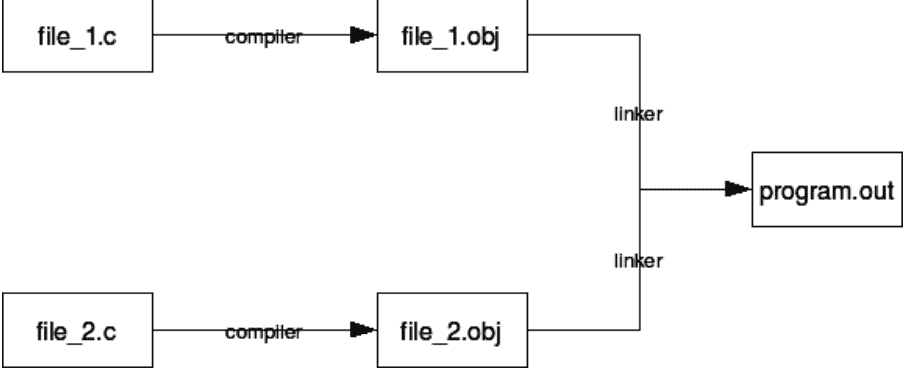 file_1.c
compiler
file_1.obj
linker
program.out
linker
file_2.c
compiler
file_2.obj